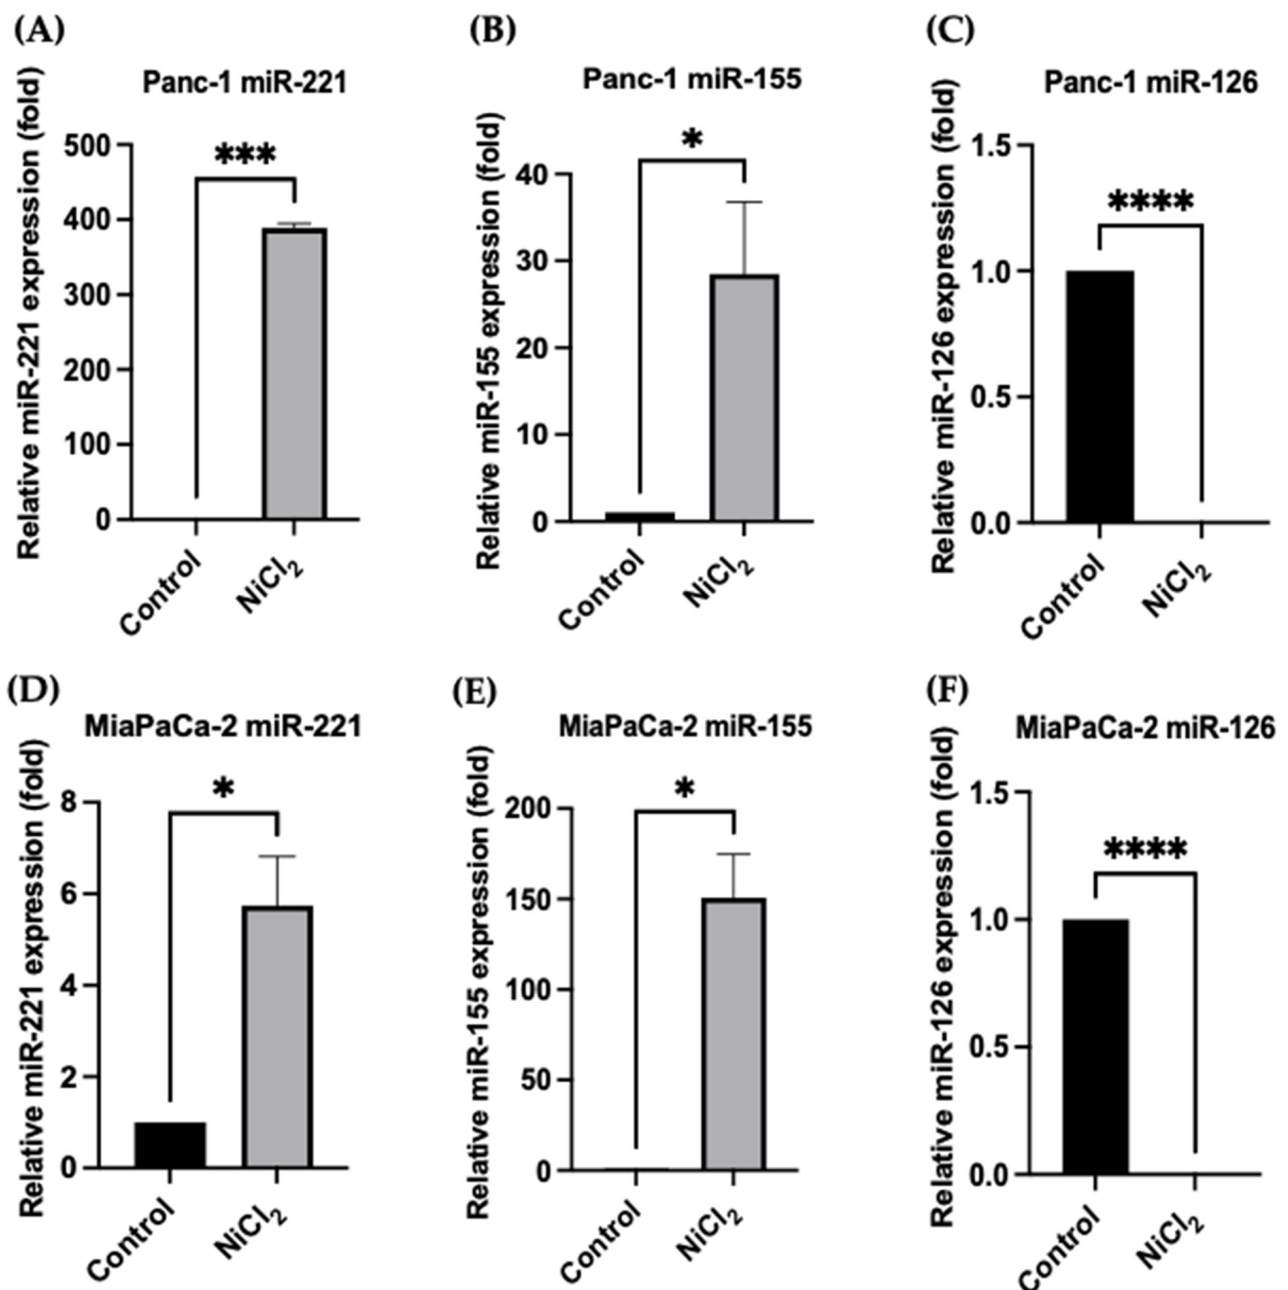 (A)
Panc-1 miR-221
Relative miR-221 expression (fold)
500
400
300
200
100
0
***
Control
NiCl2
(B)
Panc-1 miR-155
Relative miR-155 expression (fold)
40
30
20
10
0
*
Control
NiCl2
(C)
Panc-1 miR-126
Relative miR-126 expression (fold)
1.5
1.0
0.5
0.0
****
Control
NiCl2
(D)
MiaPaCa-2 miR-221
Relative miR-221 expression (fold)
8
6
4
2
0
*
Control
NiCl2
(E)
MiaPaCa-2 miR-155
Relative miR-155 expression (fold)
200
150
100
50
0
*
Control
NiCl2
(F)
MiaPaCa-2 miR-126
Relative miR-126 expression (fold)
1.5
1.0
0.5
0.0
****
Control
NiCl2